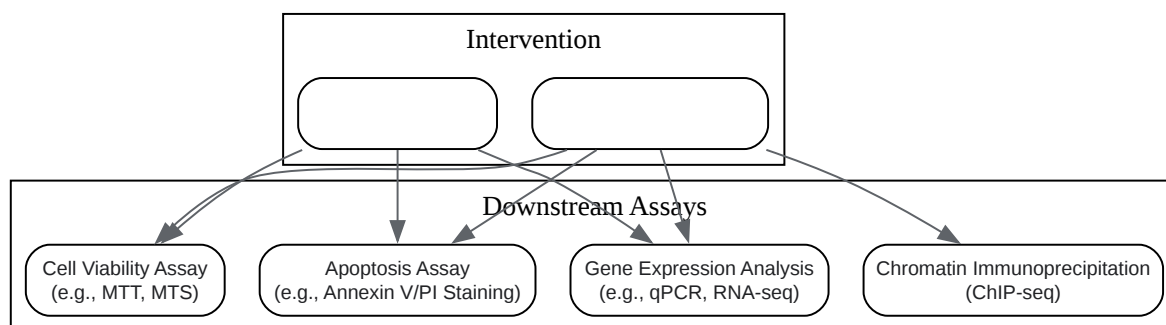 Intervention
Downstream Assays
Cell Viability Assay
(e.g., MTT, MTS)
Apoptosis Assay
(e.g., Annexin V/PI Staining)
Gene Expression Analysis
(e.g., qPCR, RNA-seq)
Chromatin Immunoprecipitation
(ChIP-seq)